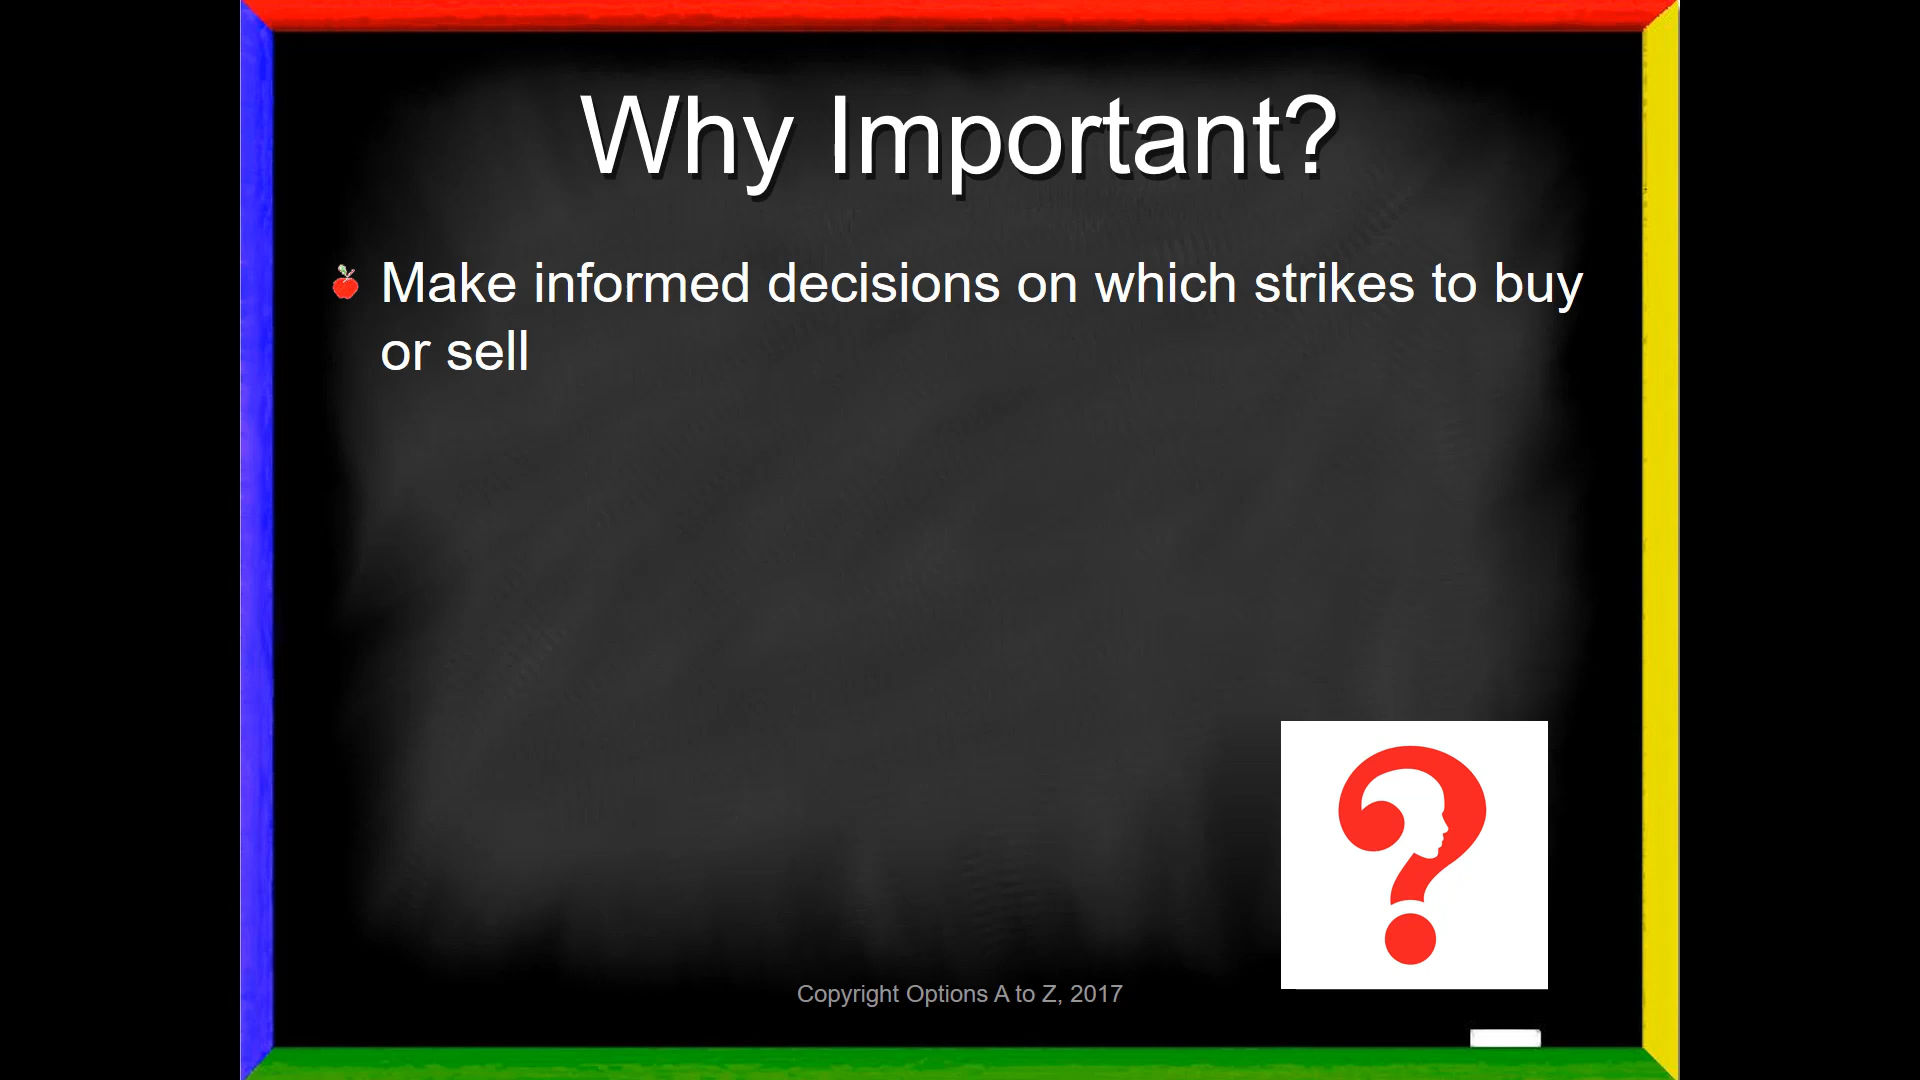 Why Important?
Make informed decisions on which strikes to buy
or sell
Copyright Options A to Z, 2017